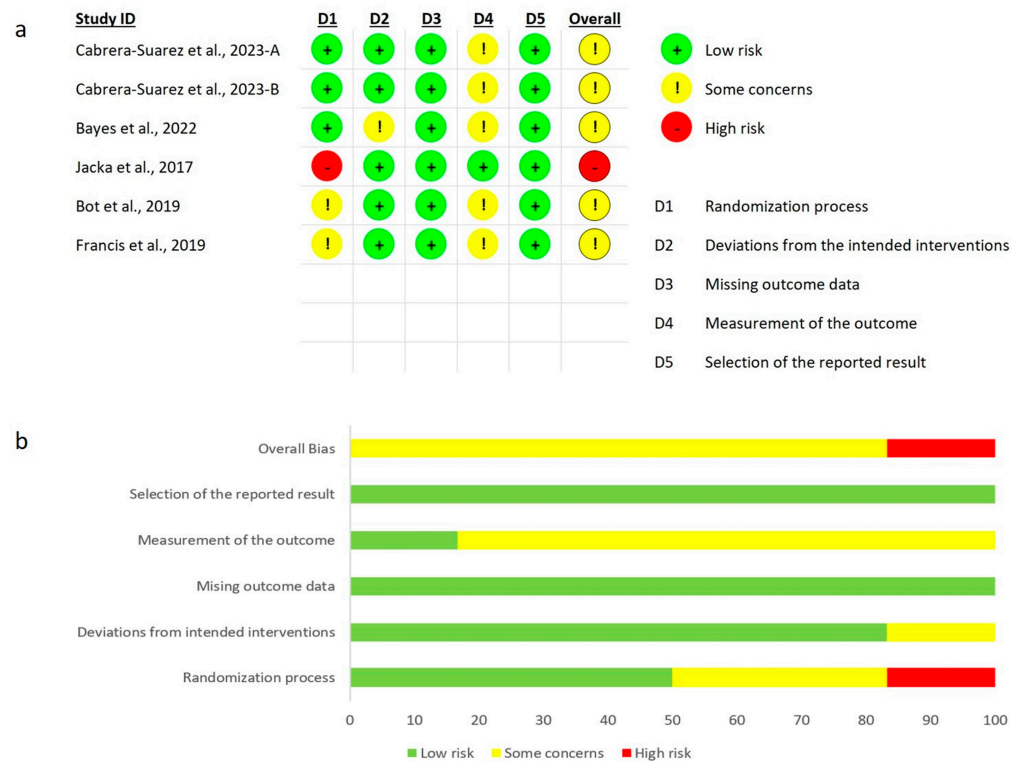 a
Study ID D1 D2 D3 D4 D5 Overall
Cabrera-Suarez et al., 2023-A + + + ! + !
Cabrera-Suarez et al., 2023-B + + + ! + !
Bayes et al., 2022 + ! + ! + !
Jacka et al., 2017 - + + + + -
Bot et al., 2019 ! + + ! + !
Francis et al., 2019 ! + + ! + !
+ Low risk
! Some concerns
- High risk
D1 Randomization process
D2 Deviations from the intended interventions
D3 Missing outcome data
D4 Measurement of the outcome
D5 Selection of the reported result
b
Overall Bias
Selection of the reported result
Measurement of the outcome
Mising outcome data
Deviations from intended interventions
Randomization process
0 10 20 30 40 50 60 70 80 90 100
Low risk Some concerns High risk